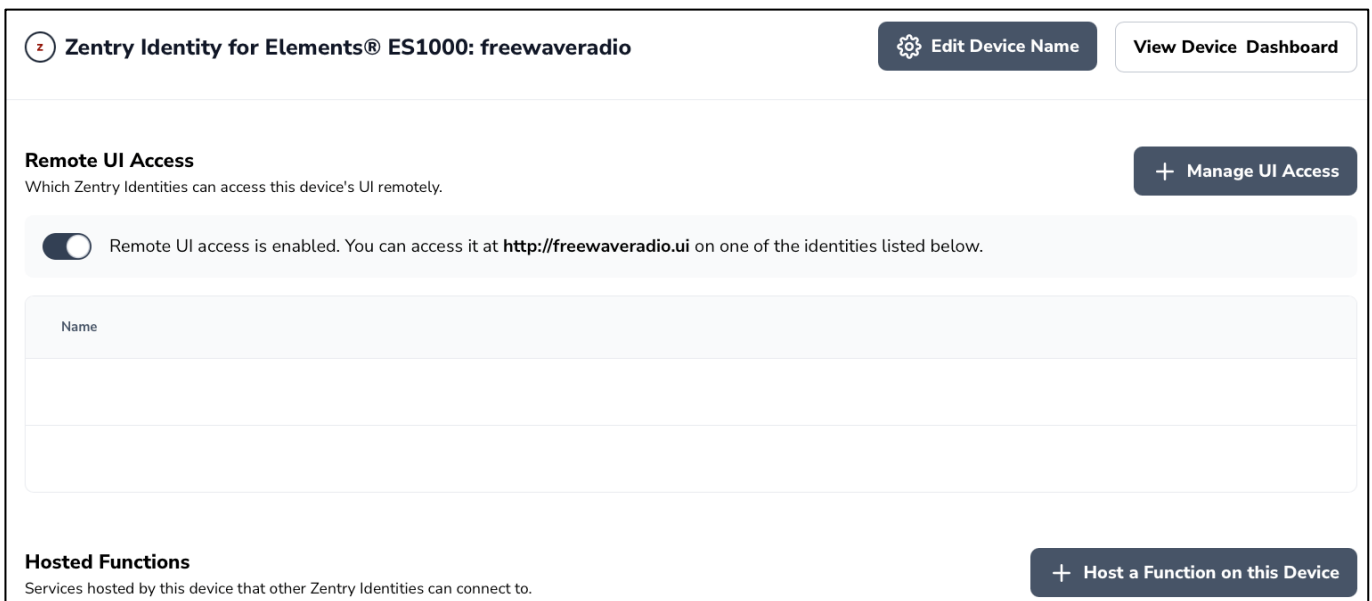 Z Zentry Identity for Elements® ES1000: freewaveradio
Edit Device Name
View Device Dashboard
Remote UI Access
Which Zentry Identities can access this device's UI remotely.
+ Manage UI Access
Remote UI access is enabled. You can access it at http://freewaveradio.ui on one of the identities listed below.
Name
Hosted Functions
Services hosted by this device that other Zentry Identities can connect to.
+ Host a Function on this Device